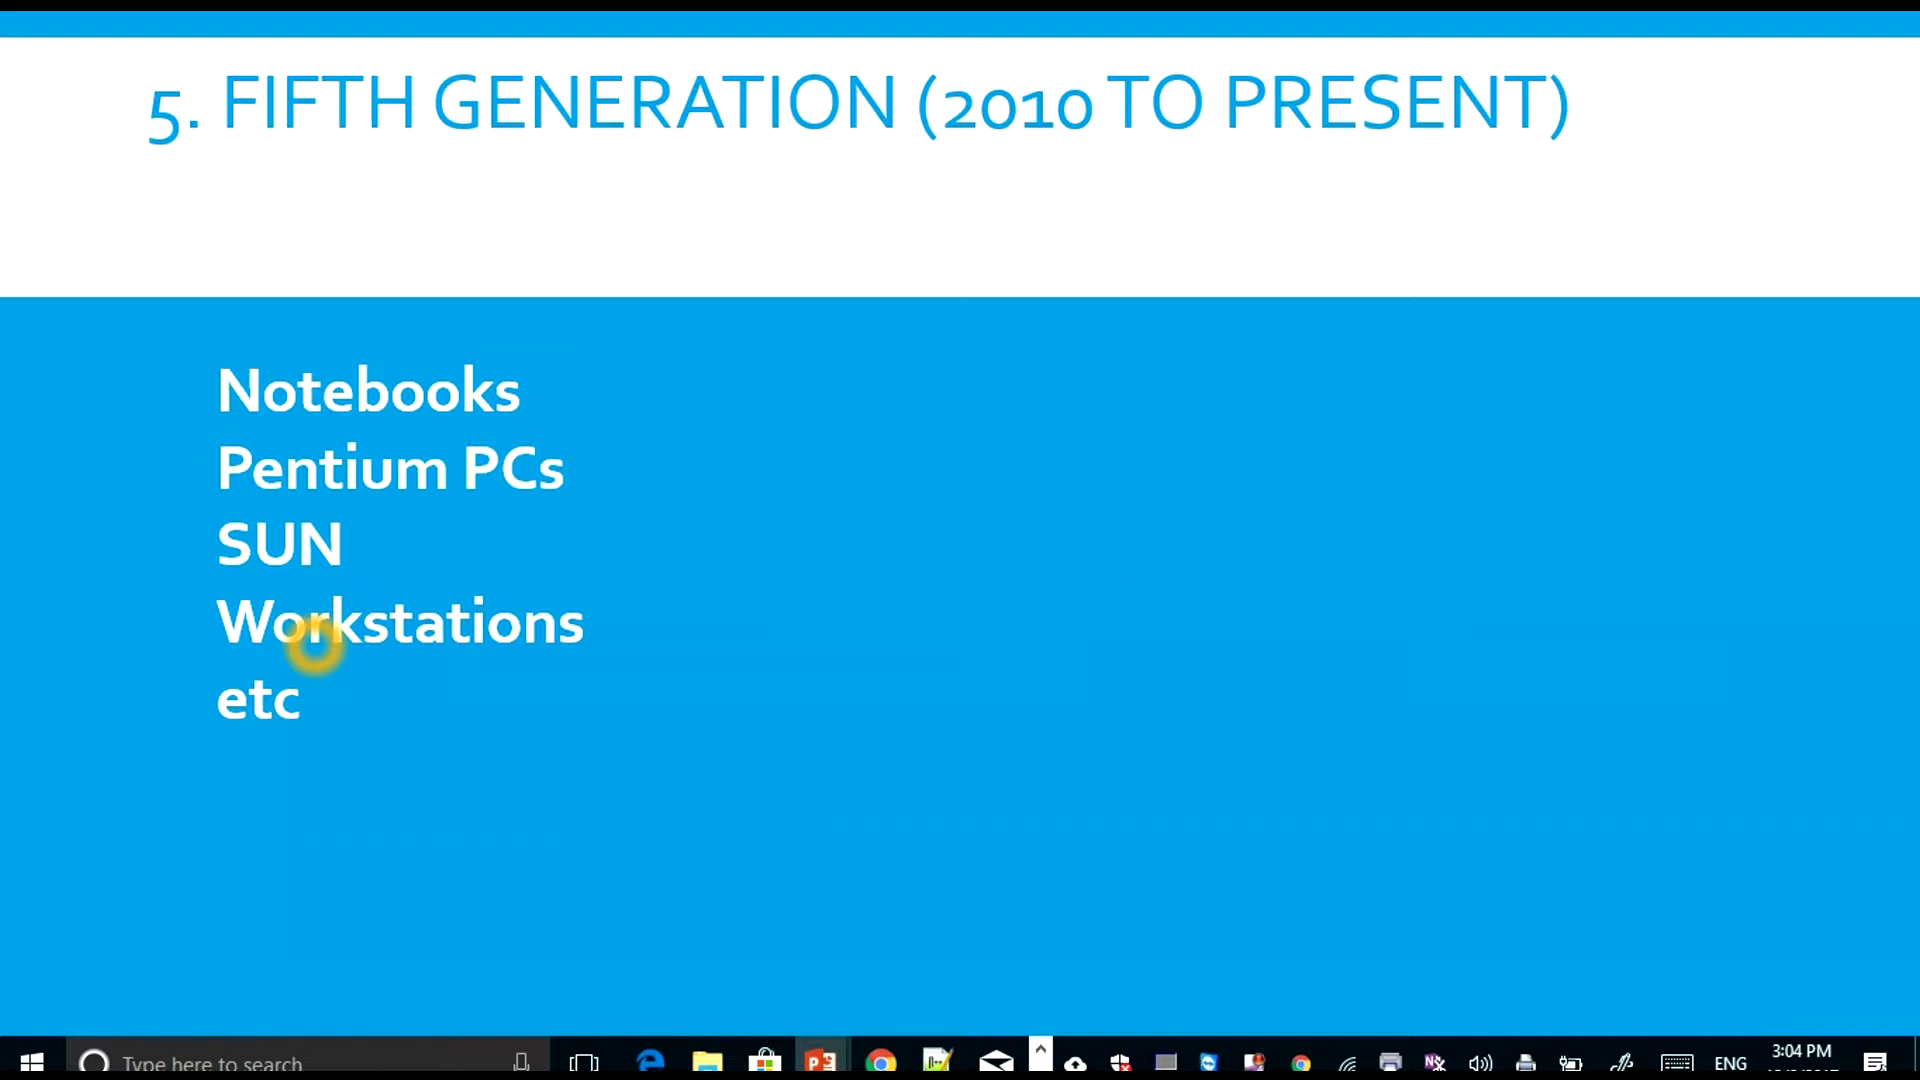 5. FIFTH GENERATION (2010 TO PRESENT)
Notebooks
Pentium PCs
SUN
Workstations
etc
Type here to search
ENG
3:04 PM